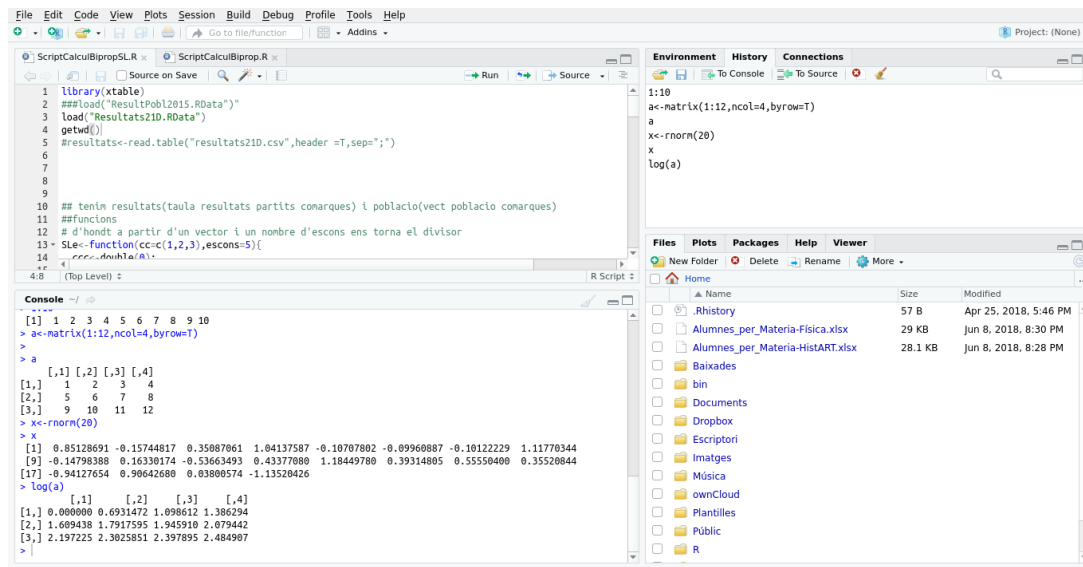 File Edit Code View Plots Session Build Debug Profile Tools Help
Go to file/function Addins Project: (None)
ScriptCalculBipropSL.R ScriptCalculBiprop.R
Source on Save Run Source
1 library(xtable)
2 ###load("ResultPobl2015.RData")"
3 load("Resultats21D.RData")
4 getwd()
5 #resultats<-read.table("resultats21D.csv",header =T,sep=";")
6
7
8
9
10 ## tenim resultats(taula resultats partits comarques) i poblacio(vect poblacio comarques)
11 ##funcions
12 # d'hondt a partir d'un vector i un nombre d'escons ens torna el divisor
13 SLe<-function(cc=c(1,2,3),escons=5){
14 ccc<-double(0);
15
4:8 (Top Level) R Script
Console ~/
[1] 1 2 3 4 5 6 7 8 9 10
> a<-matrix(1:12,ncol=4,byrow=T)
>
> a
[,1] [,2] [,3] [,4]
[1,] 1 2 3 4
[2,] 5 6 7 8
[3,] 9 10 11 12
> x<-rnorm(20)
> x
[1] 0.85128691 -0.15744817 0.35087061 1.04137587 -0.10707802 -0.09960887 -0.10122229 1.11770344
[9] -0.14798388 0.16330174 -0.53663493 0.43377080 1.18449780 0.39314805 0.55550400 0.35520844
[17] -0.94127654 0.90642680 0.03800574 -1.13520426
> log(a)
[,1] [,2] [,3] [,4]
[1,] 0.000000 0.6931472 1.098612 1.386294
[2,] 1.609438 1.7917595 1.945910 2.079442
[3,] 2.197225 2.3025851 2.397895 2.484907
>
Environment History Connections
To Console To Source
1:10
a<-matrix(1:12,ncol=4,byrow=T)
a
x<-rnorm(20)
x
log(a)
Files Plots Packages Help Viewer
New Folder Delete Rename More
Home
Name Size Modified
.Rhistory 57 B Apr 25, 2018, 5:46 PM
Alumnes_per_Materia-Física.xlsx 29 KB Jun 8, 2018, 8:30 PM
Alumnes_per_Materia-HistART.xlsx 28.1 KB Jun 8, 2018, 8:28 PM
Baixades
bin
Documents
Dropbox
Escriptori
Imatges
Música
ownCloud
Plantilles
Públic
R